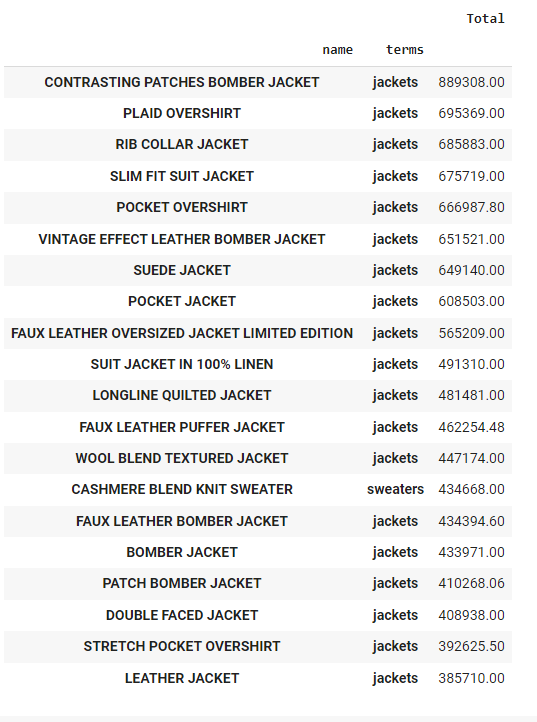 Total
name terms
CONTRASTING PATCHES BOMBER JACKET jackets 889308.00
PLAID OVERSHIRT jackets 695369.00
RIB COLLAR JACKET jackets 685883.00
SLIM FIT SUIT JACKET jackets 675719.00
POCKET OVERSHIRT jackets 666987.80
VINTAGE EFFECT LEATHER BOMBER JACKET jackets 651521.00
SUEDE JACKET jackets 649140.00
POCKET JACKET jackets 608503.00
FAUX LEATHER OVERSIZED JACKET LIMITED EDITION jackets 565209.00
SUIT JACKET IN 100% LINEN jackets 491310.00
LONGLINE QUILTED JACKET jackets 481481.00
FAUX LEATHER PUFFER JACKET jackets 462254.48
WOOL BLEND TEXTURED JACKET jackets 447174.00
CASHMERE BLEND KNIT SWEATER sweaters 434668.00
FAUX LEATHER BOMBER JACKET jackets 434394.60
BOMBER JACKET jackets 433971.00
PATCH BOMBER JACKET jackets 410268.06
DOUBLE FACED JACKET jackets 408938.00
STRETCH POCKET OVERSHIRT jackets 392625.50
LEATHER JACKET jackets 385710.00